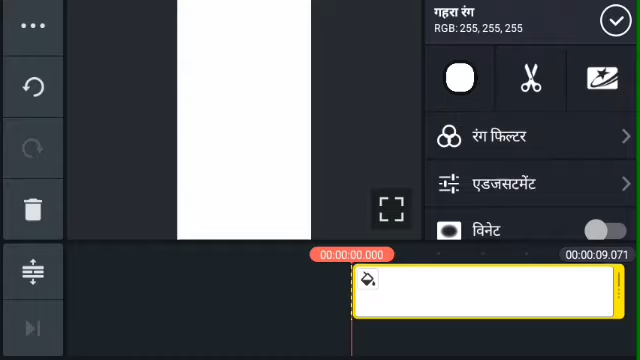 गहरा रंग
RGB: 255, 255, 255
रंग फिल्टर
एडजसटमेंट
विनेट
00:00:00.000
00:00:09.071